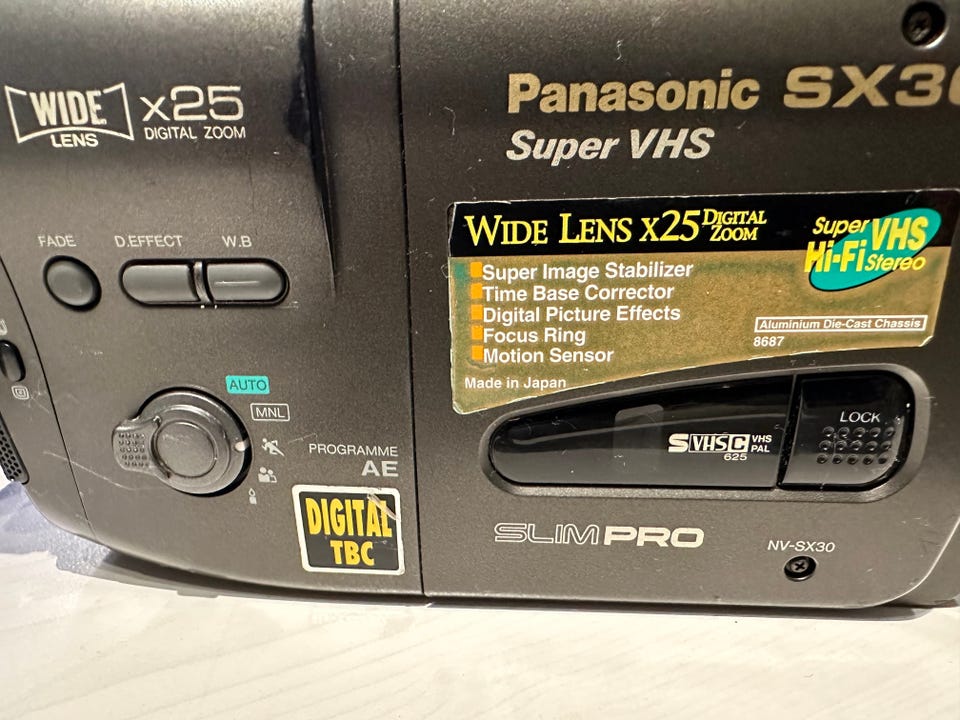 WIDE
LENS
x25
DIGITAL ZOOM
Panasonic SX30
Super VHS
FADE
D.EFFECT
W.B
WIDE LENS X25 DIGITAL ZOOM
Super VHS
Hi-Fi Stereo
Super Image Stabilizer
Time Base Corrector
Digital Picture Effects
Focus Ring
Motion Sensor
Aluminium Die-Cast Chassis
8687
Made in Japan
AUTO
MNL
PROGRAMME
AE
DIGITAL
TBC
SVHSC VHS
PAL
625
LOCK
SLIMPRO
NV-SX30